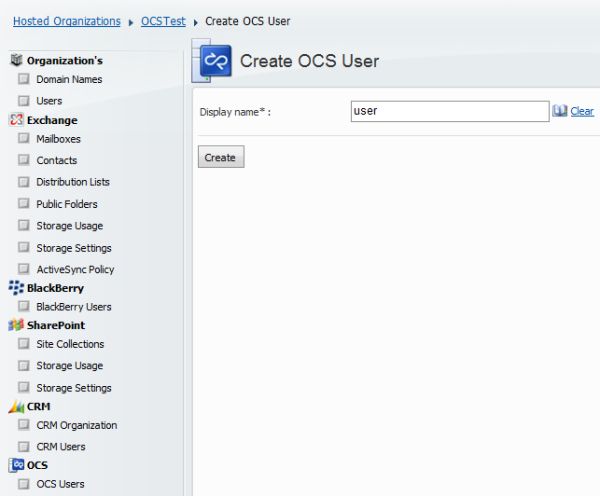 Hosted Organizations ▸ OCSTest ▸ Create OCS User
Organization's
Domain Names
Users
Exchange
Mailboxes
Contacts
Distribution Lists
Public Folders
Storage Usage
Storage Settings
ActiveSync Policy
BlackBerry
BlackBerry Users
SharePoint
Site Collections
Storage Usage
Storage Settings
CRM
CRM Organization
CRM Users
OCS
OCS Users
Create OCS User
Display name* : user Clear
Create